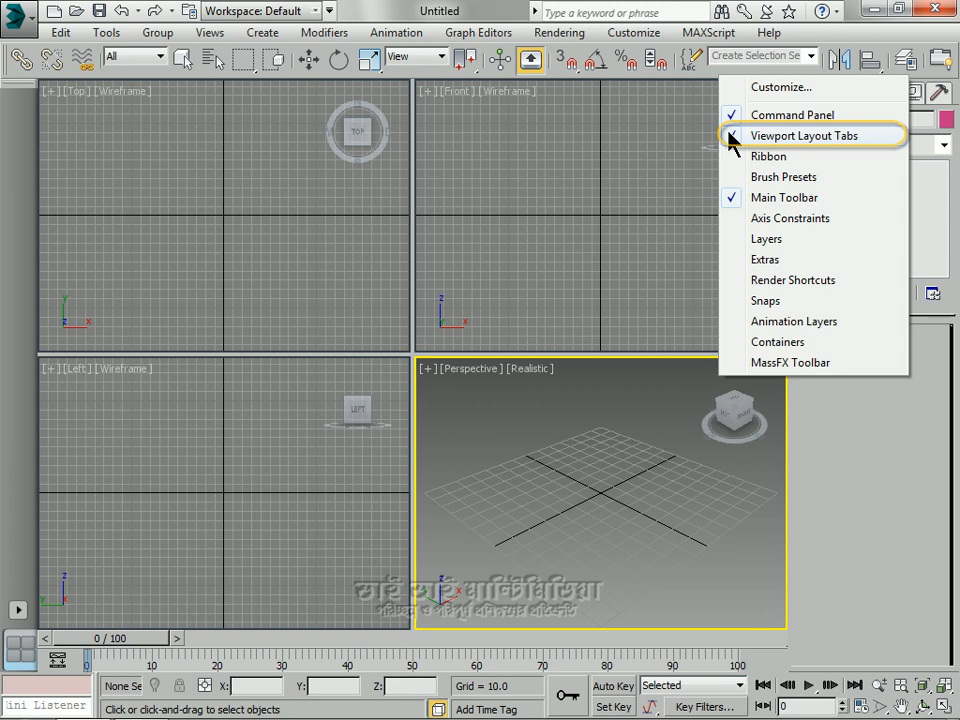 Workspace: Default
Untitled
Type a keyword or phrase
Edit Tools Group Views Create Modifiers Animation Graph Editors Rendering Customize MAXScript Help
All
View
Create Selection Se
Customize...
Command Panel
Viewport Layout Tabs
Ribbon
Brush Presets
Main Toolbar
Axis Constraints
Layers
Extras
Render Shortcuts
Snaps
Animation Layers
Containers
MassFX Toolbar
[+] [Top] [Wireframe]
TOP
[+] [Front] [Wireframe]
[+] [Left] [Wireframe]
LEFT
[+] [Perspective] [Realistic]
ভাই ভাই মাল্টিমিডিয়া
0 / 100
0 10 20 30 40 50 60 70 80 90 100
None Se X: Y: Z: Grid = 10.0 Auto Key Selected
ini Listener Click or click-and-drag to select objects Add Time Tag Set Key Key Filters... 0